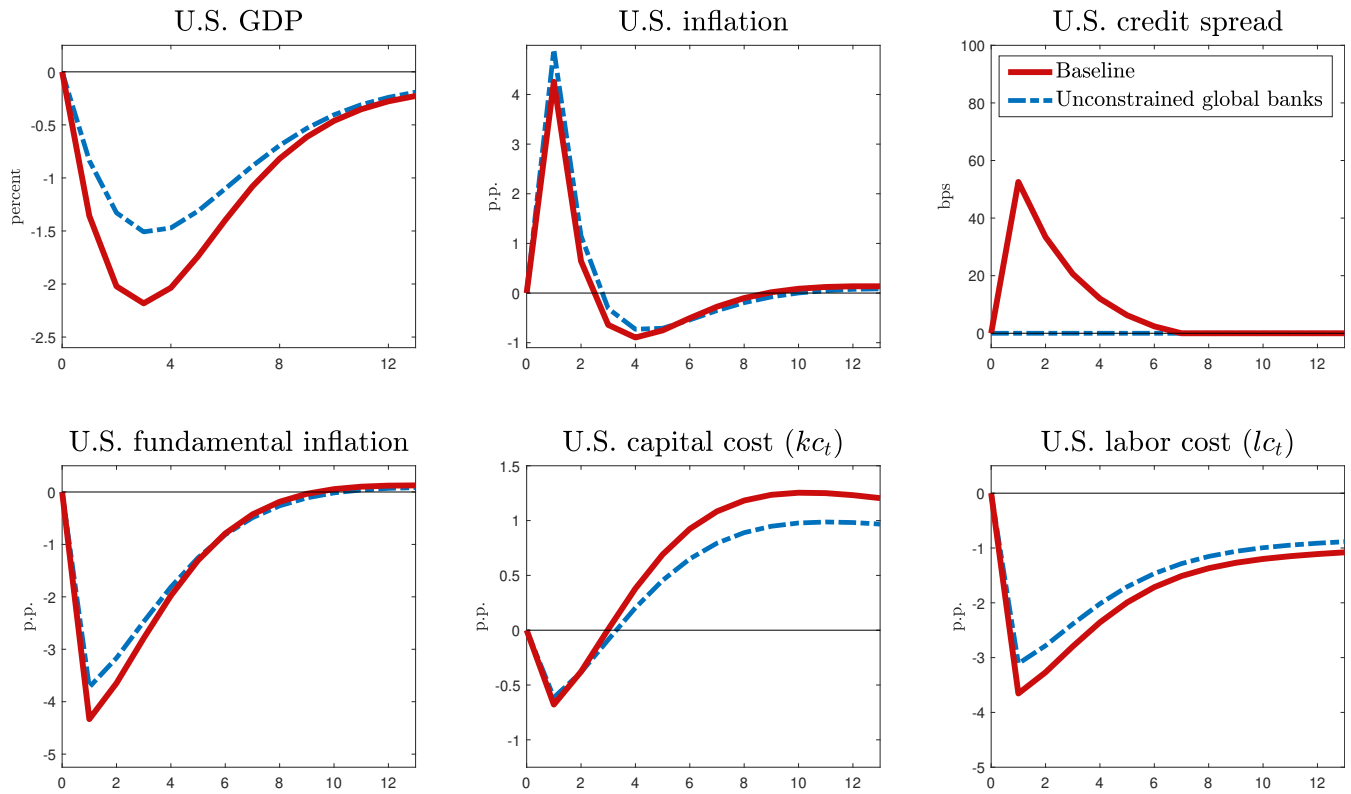 U.S. GDP
percent
0
-0.5
-1
-1.5
-2
-2.5
0 2 4 6 8 10 12
U.S. inflation
p.p.
4
3
2
1
0
-1
0 2 4 6 8 10 12
U.S. credit spread
bps
100
80
60
40
20
0
Baseline
Unconstrained global banks
0 2 4 6 8 10 12
U.S. fundamental inflation
p.p.
0
-1
-2
-3
-4
-5
0 2 4 6 8 10 12
U.S. capital cost (kc_t)
p.p.
1.5
1
0.5
0
-0.5
-1
0 2 4 6 8 10 12
U.S. labor cost (lc_t)
p.p.
0
-1
-2
-3
-4
-5
0 2 4 6 8 10 12